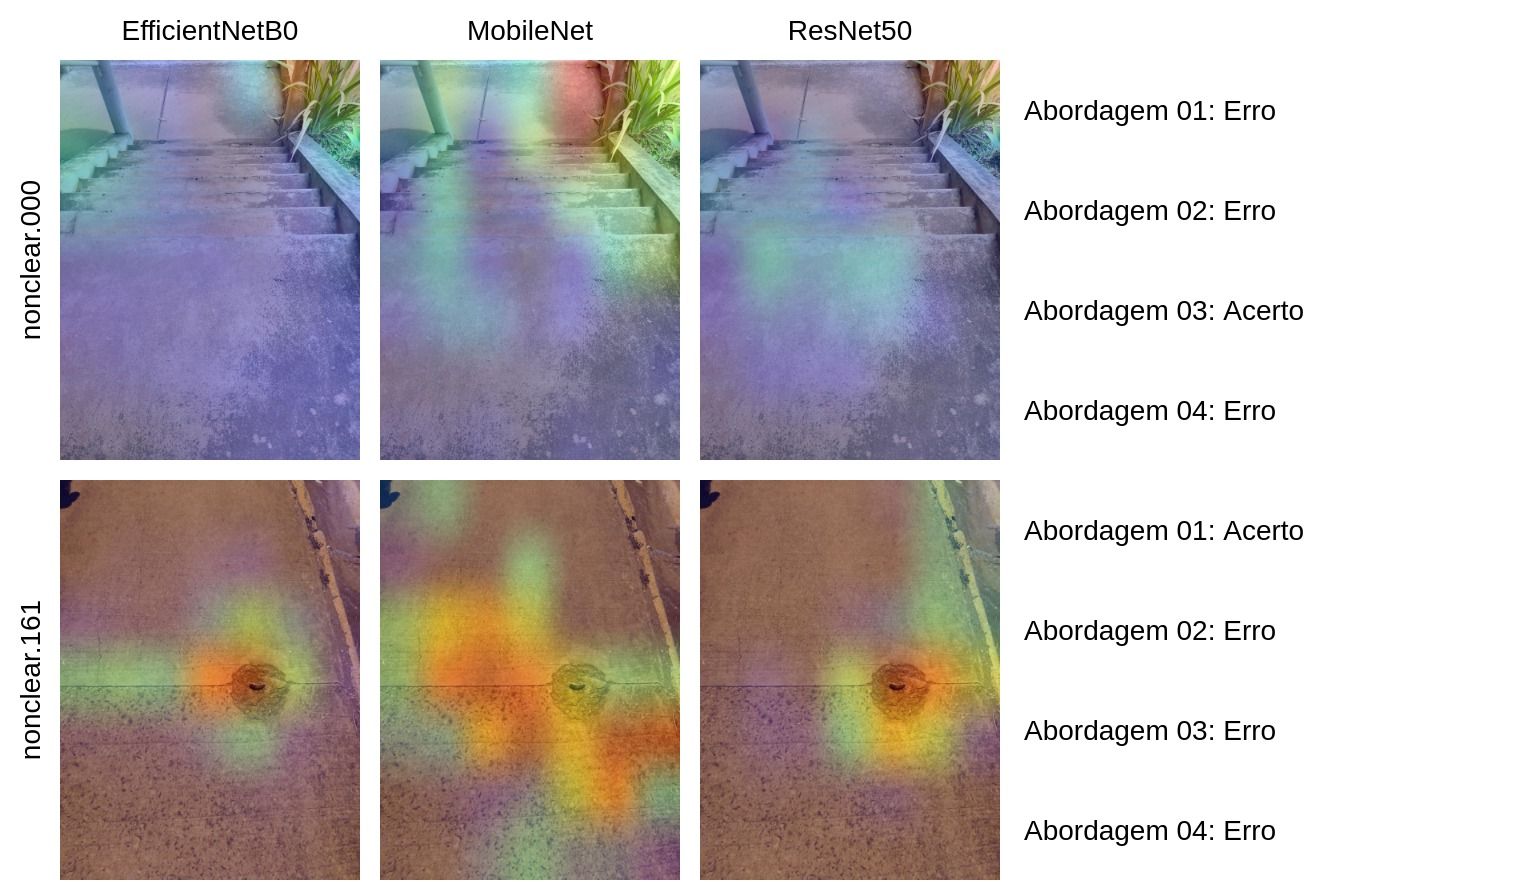 EfficientNetB0 MobileNet ResNet50
nonclear.000
Abordagem 01: Erro
Abordagem 02: Erro
Abordagem 03: Acerto
Abordagem 04: Erro
nonclear.161
Abordagem 01: Acerto
Abordagem 02: Erro
Abordagem 03: Erro
Abordagem 04: Erro